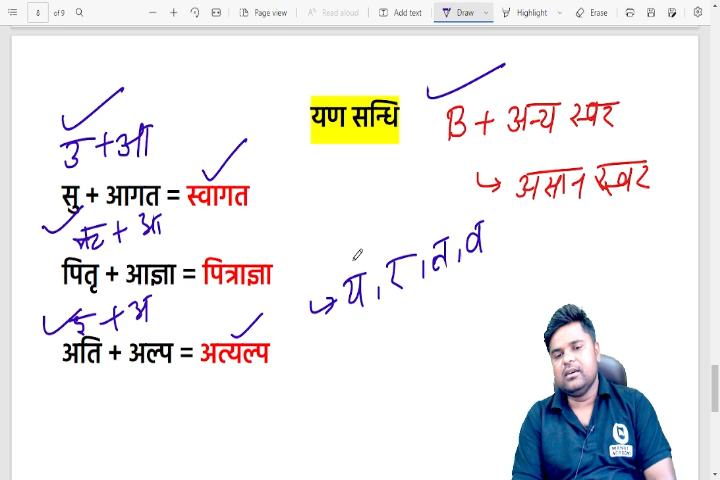 8 of 9 Page view Read aloud Add text Draw Highlight Erase
यण सन्धि
B + अन्य स्वर
↳ असान स्वर
उ + आ
सु + आगत = स्वागत
ऋ + आ
पितृ + आज्ञा = पित्राज्ञा
इ + अ
अति + अल्प = अत्यल्प
↳ य, र, ल, व